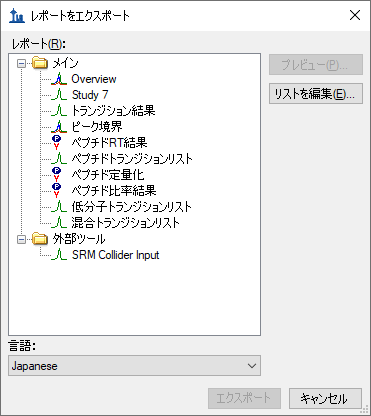 レポートをエクスポート
レポート(R):
メイン
Overview
Study 7
トランジション結果
ピーク境界
ペプチドRT結果
ペプチドトランジションリスト
ペプチド定量化
ペプチド比率結果
低分子トランジションリスト
混合トランジションリスト
外部ツール
SRM Collider Input
プレビュー(P)...
リストを編集(E)...
言語:
Japanese
エクスポート
キャンセル